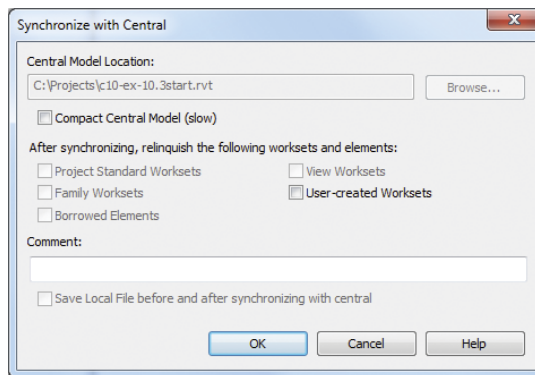 Synchronize with Central
Central Model Location:
C:\Projects\c10-ex-10.3start.rvt
Browse...
Compact Central Model (slow)
After synchronizing, relinquish the following worksets and elements:
Project Standard Worksets
View Worksets
Family Worksets
User-created Worksets
Borrowed Elements
Comment:
Save Local File before and after synchronizing with central
OK
Cancel
Help